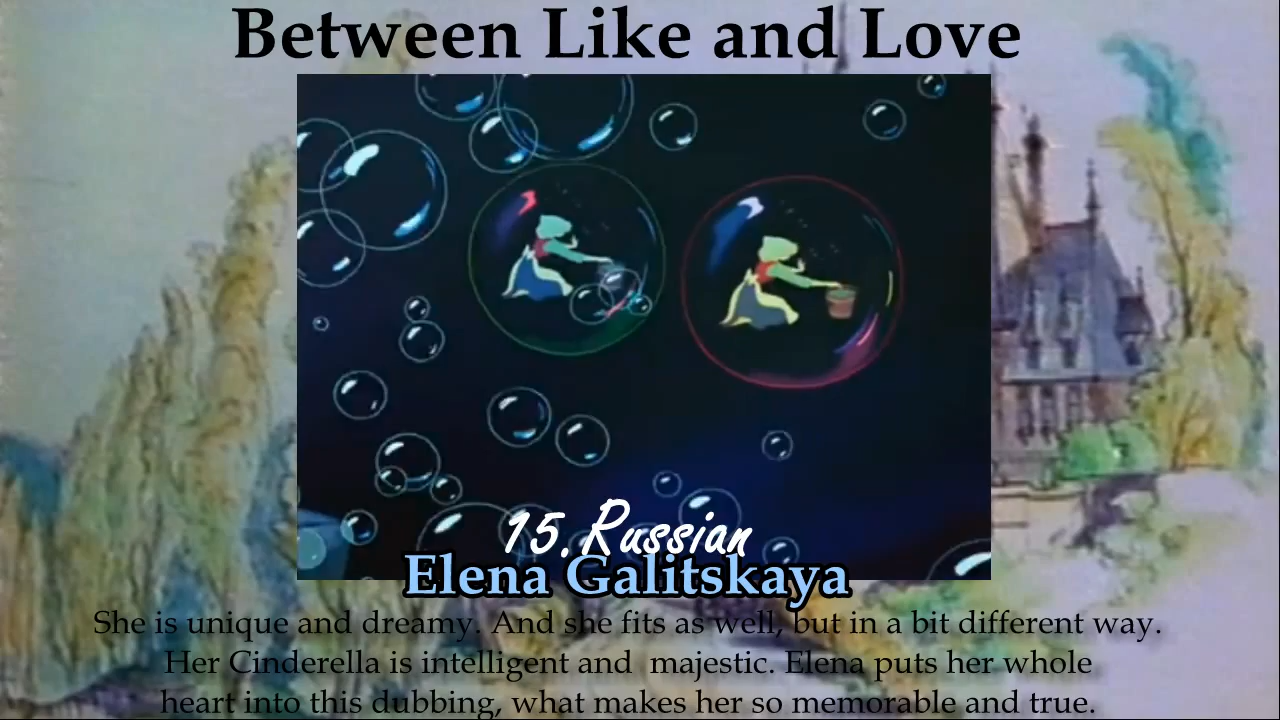 Between Like and Love
15. Russian
Elena Galitskaya
She is unique and dreamy. And she fits as well, but in a bit different way.
Her Cinderella is intelligent and majestic. Elena puts her whole
heart into this dubbing, what makes her so memorable and true.